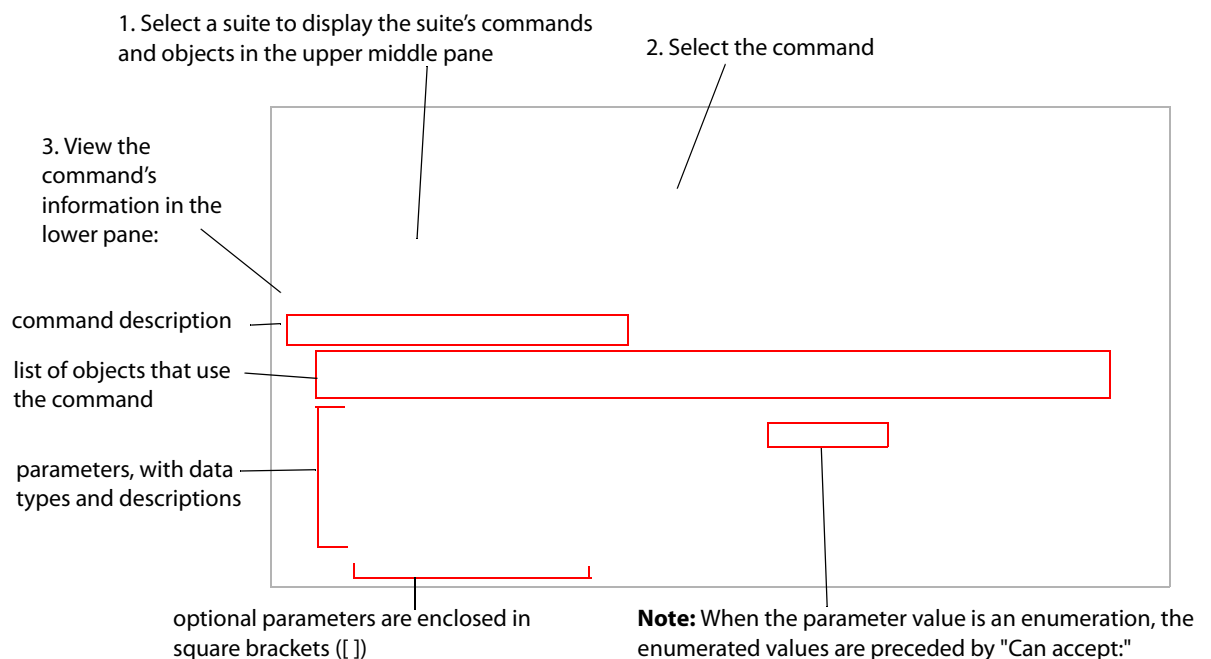 1. Select a suite to display the suite’s commands
and objects in the upper middle pane
2. Select the command
3. View the
command’s
information in the
lower pane:
command description
list of objects that use
the command
parameters, with data
types and descriptions
optional parameters are enclosed in
square brackets ([ ])
Note: When the parameter value is an enumeration, the
enumerated values are preceded by "Can accept:"